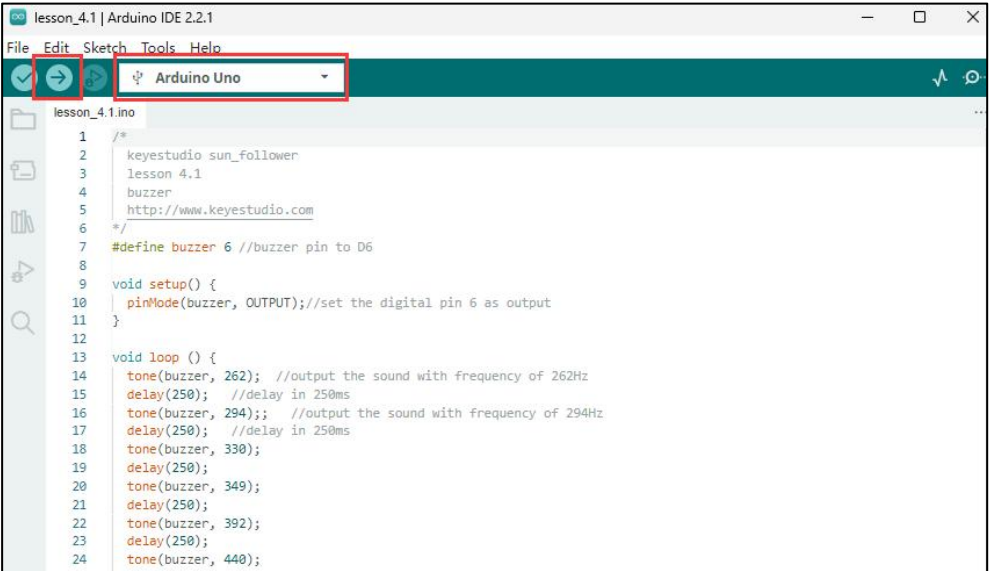 lesson_4.1 | Arduino IDE 2.2.1
File Edit Sketch Tools Help
Arduino Uno
lesson_4.1.ino
1 /*
2 keyestudio sun_follower
3 lesson 4.1
4 buzzer
5 http://www.keyestudio.com
6 */
7 #define buzzer 6 //buzzer pin to D6
8
9 void setup() {
10 pinMode(buzzer, OUTPUT);//set the digital pin 6 as output
11 }
12
13 void loop () {
14 tone(buzzer, 262); //output the sound with frequency of 262Hz
15 delay(250); //delay in 250ms
16 tone(buzzer, 294);; //output the sound with frequency of 294Hz
17 delay(250); //delay in 250ms
18 tone(buzzer, 330);
19 delay(250);
20 tone(buzzer, 349);
21 delay(250);
22 tone(buzzer, 392);
23 delay(250);
24 tone(buzzer, 440);